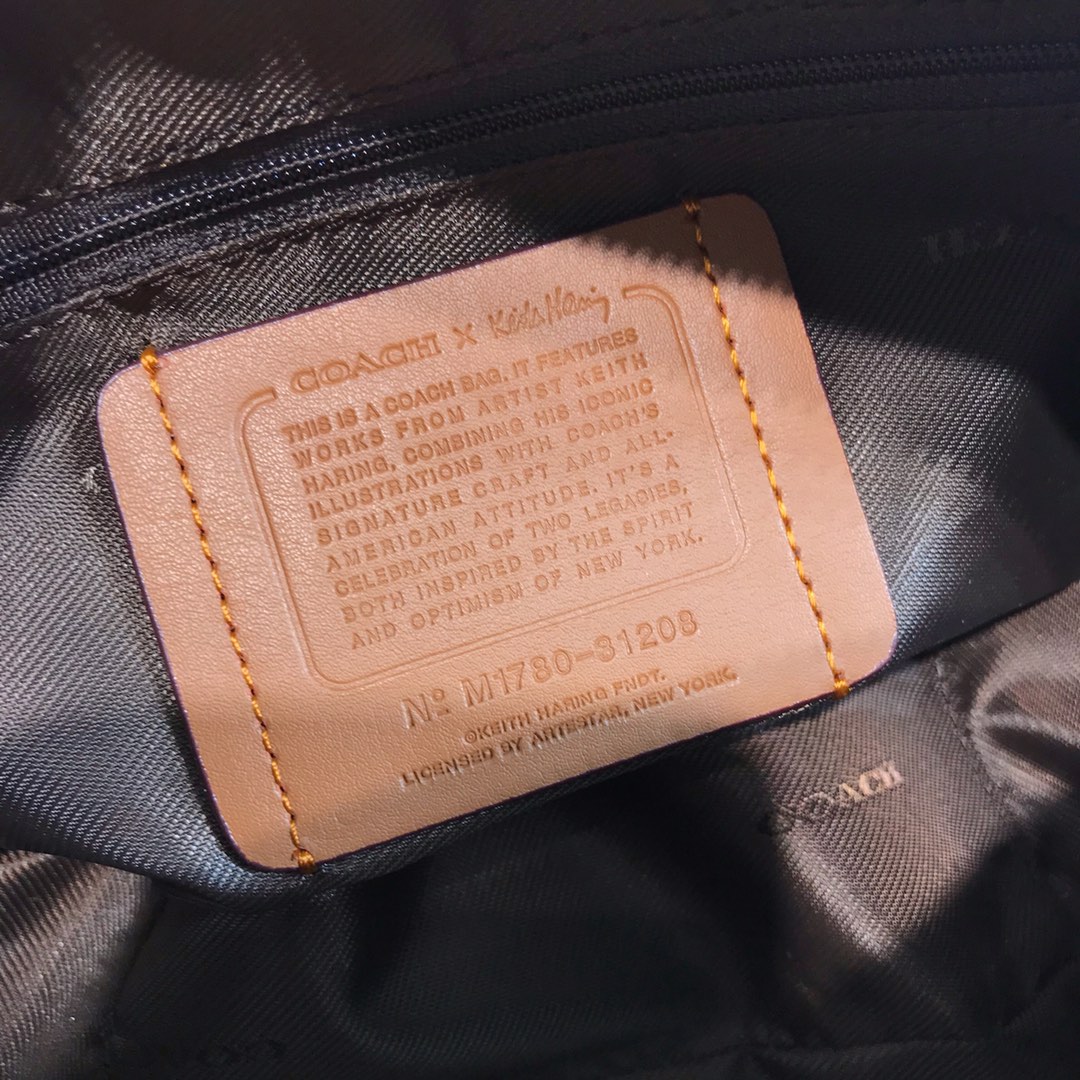 COACH X Keith Haring
THIS IS A COACH BAG. IT FEATURES
WORKS FROM ARTIST KEITH
HARING, COMBINING HIS ICONIC
ILLUSTRATIONS WITH COACH'S
SIGNATURE CRAFT AND ALL-
AMERICAN ATTITUDE. IT'S A
CELEBRATION OF TWO LEGACIES,
BOTH INSPIRED BY THE SPIRIT
AND OPTIMISM OF NEW YORK.
Nº M1780-31208
©KEITH HARING FNDT.
LICENSED BY ARTESTAR, NEW YORK.
COACH